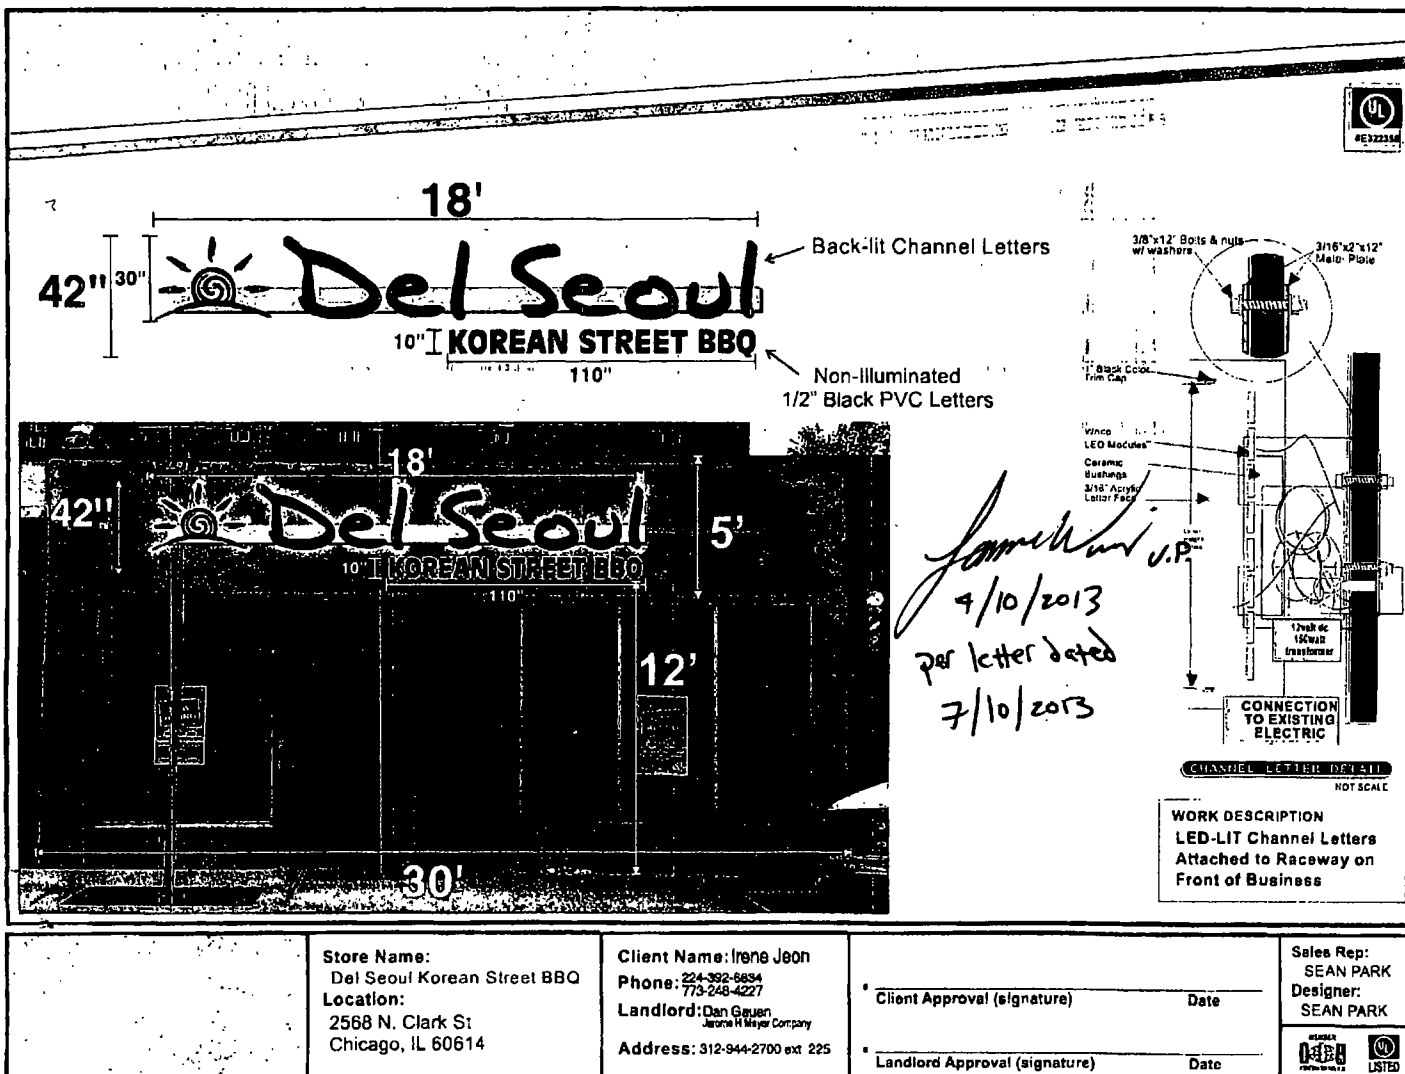 UL
#E322358
18'
42"
30"
Del Seoul
Back-lit Channel Letters
10"
KOREAN STREET BBQ
110"
Non-Illuminated
1/2" Black PVC Letters
3/8"x12' Bolts & nuts
w/ washers
3/16"x2"x12"
Plate
1" Black Color
Trim Cap
White
LED Modules
Ceramic
Bushings
3/16" Acrylic
Letter Face
12volt dc
150watt
transformer
CONNECTION
TO EXISTING
ELECTRIC
CHANNEL LETTER DETAIL
NOT SCALE
18'
42"
Del Seoul
5'
10"
KOREAN STREET BBQ
110"
12'
30'
V.P.
4/10/2013
per letter dated
7/10/2013
WORK DESCRIPTION
LED-LIT Channel Letters
Attached to Raceway on
Front of Business
Store Name:
Del Seoul Korean Street BBQ
Location:
2568 N. Clark St
Chicago, IL 60614
Client Name: Irene Jeon
Phone: 224-392-6834
773-248-4227
Landlord: Dan Gauen
Jerome H Meyer Company
Address: 312-944-2700 ext 225
Client Approval (signature) Date
Landlord Approval (signature) Date
Sales Rep:
SEAN PARK
Designer:
SEAN PARK
UL
LISTED